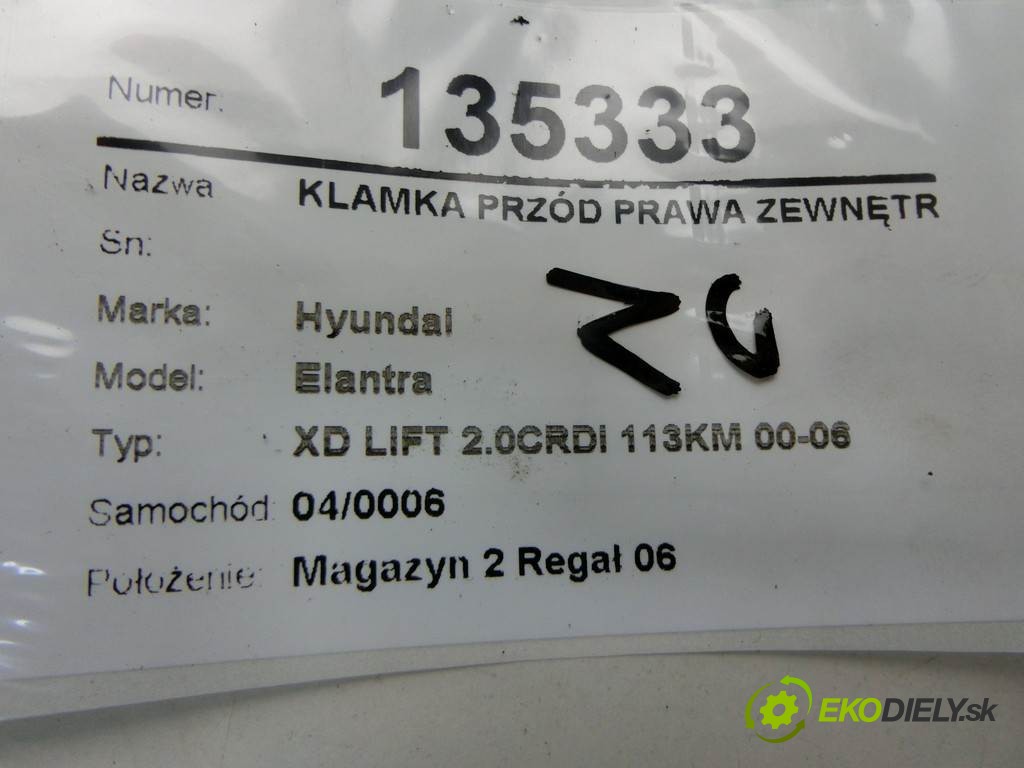 Numer: 135333
Nazwa KLAMKA PRZÓD PRAWA ZEWNĘTR
Sn:
Marka: Hyundai
Model: Elantra
Typ: XD LIFT 2.0CRDI 113KM 00-06
Samochód: 04/0006
Położenie: Magazyn 2 Regał 06
EKODIELY.sk